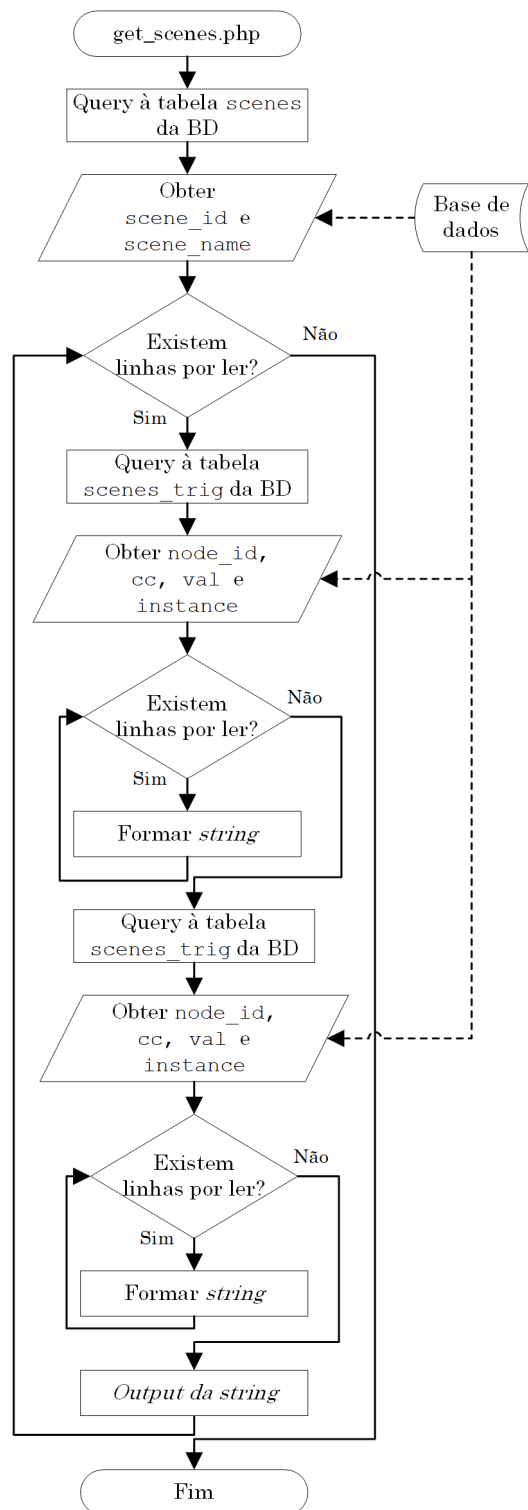 get_scenes.php
Query à tabela scenes
da BD
Obter
scene_id e
scene_name
Base de
dados
Existem
linhas por ler?
Não
Sim
Query à tabela
scenes_trig da BD
Obter node_id,
cc, val e
instance
Existem
linhas por ler?
Não
Sim
Formar string
Query à tabela
scenes_trig da BD
Obter node_id,
cc, val e
instance
Existem
linhas por ler?
Não
Sim
Formar string
Output da string
Fim